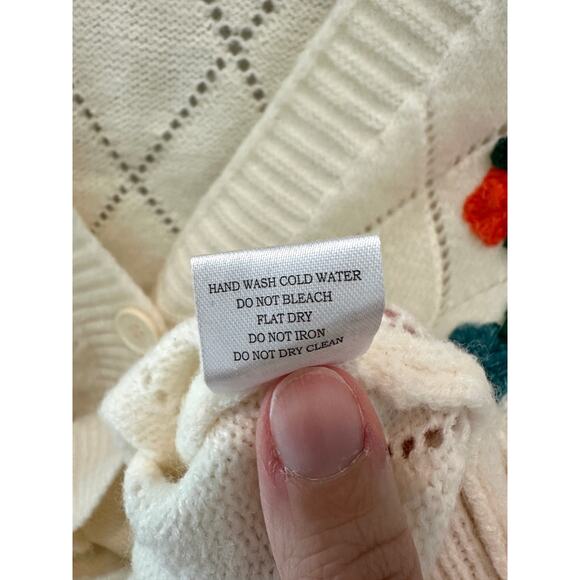 HAND WASH COLD WATER
DO NOT BLEACH
FLAT DRY
DO NOT IRON
DO NOT DRY CLEAN